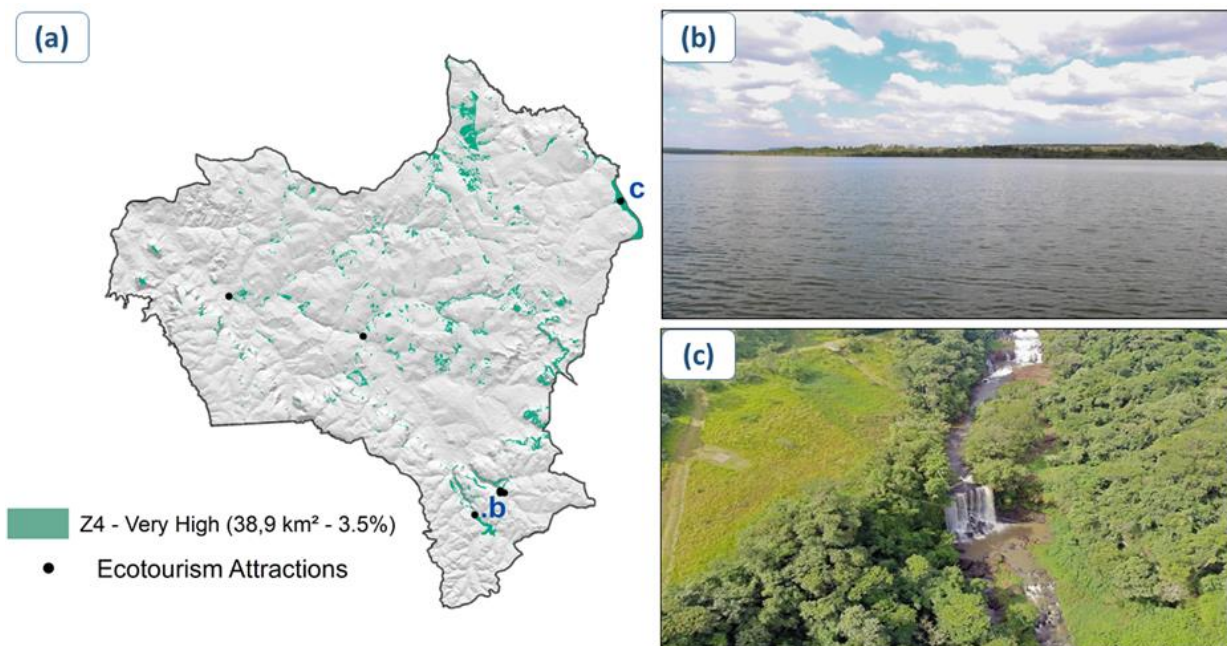 (a)
(b)
c
.b
Z4 - Very High (38,9 km² - 3.5%)
Ecotourism Attractions
(c)